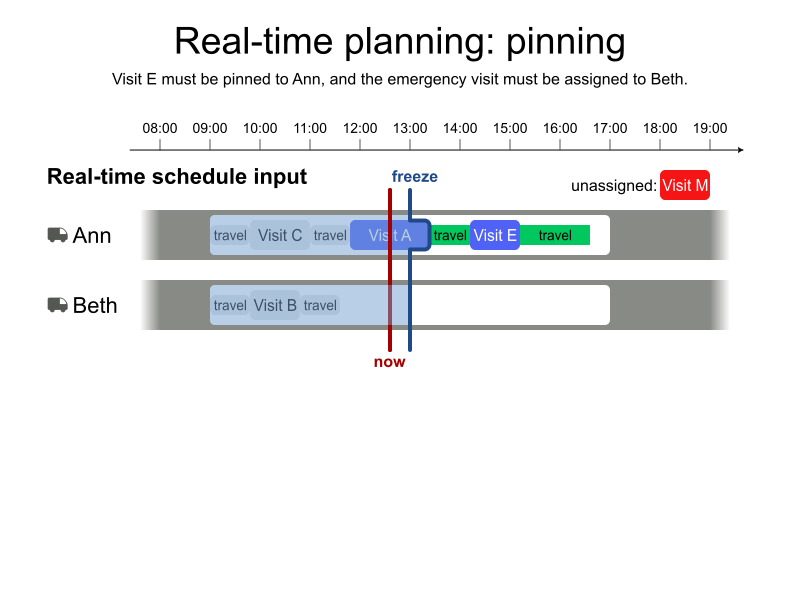 Real-time planning: pinning
Visit E must be pinned to Ann, and the emergency visit must be assigned to Beth.
08:00 09:00 10:00 11:00 12:00 13:00 14:00 15:00 16:00 17:00 18:00 19:00
Real-time schedule input
freeze
unassigned: Visit M
Ann travel Visit C travel Visit A travel Visit E travel
Beth travel Visit B travel
now